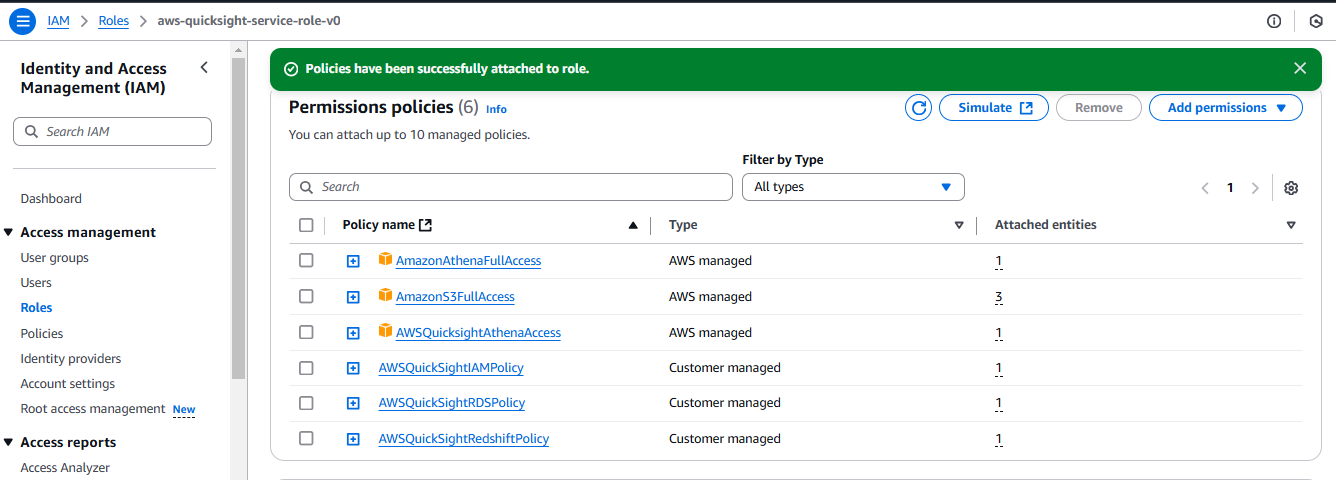 IAM > Roles > aws-quicksight-service-role-v0
Identity and Access Management (IAM)
Search IAM
Dashboard
Access management
User groups
Users
Roles
Policies
Identity providers
Account settings
Root access management New
Access reports
Access Analyzer
Policies have been successfully attached to role.
Permissions policies (6) Info
Simulate
Remove
Add permissions
You can attach up to 10 managed policies.
Filter by Type
Search
All types
1
Policy name Type Attached entities
AmazonAthenaFullAccess AWS managed 1
AmazonS3FullAccess AWS managed 3
AWSQuicksightAthenaAccess AWS managed 1
AWSQuickSightIAMPolicy Customer managed 1
AWSQuickSightRDSPolicy Customer managed 1
AWSQuickSightRedshiftPolicy Customer managed 1